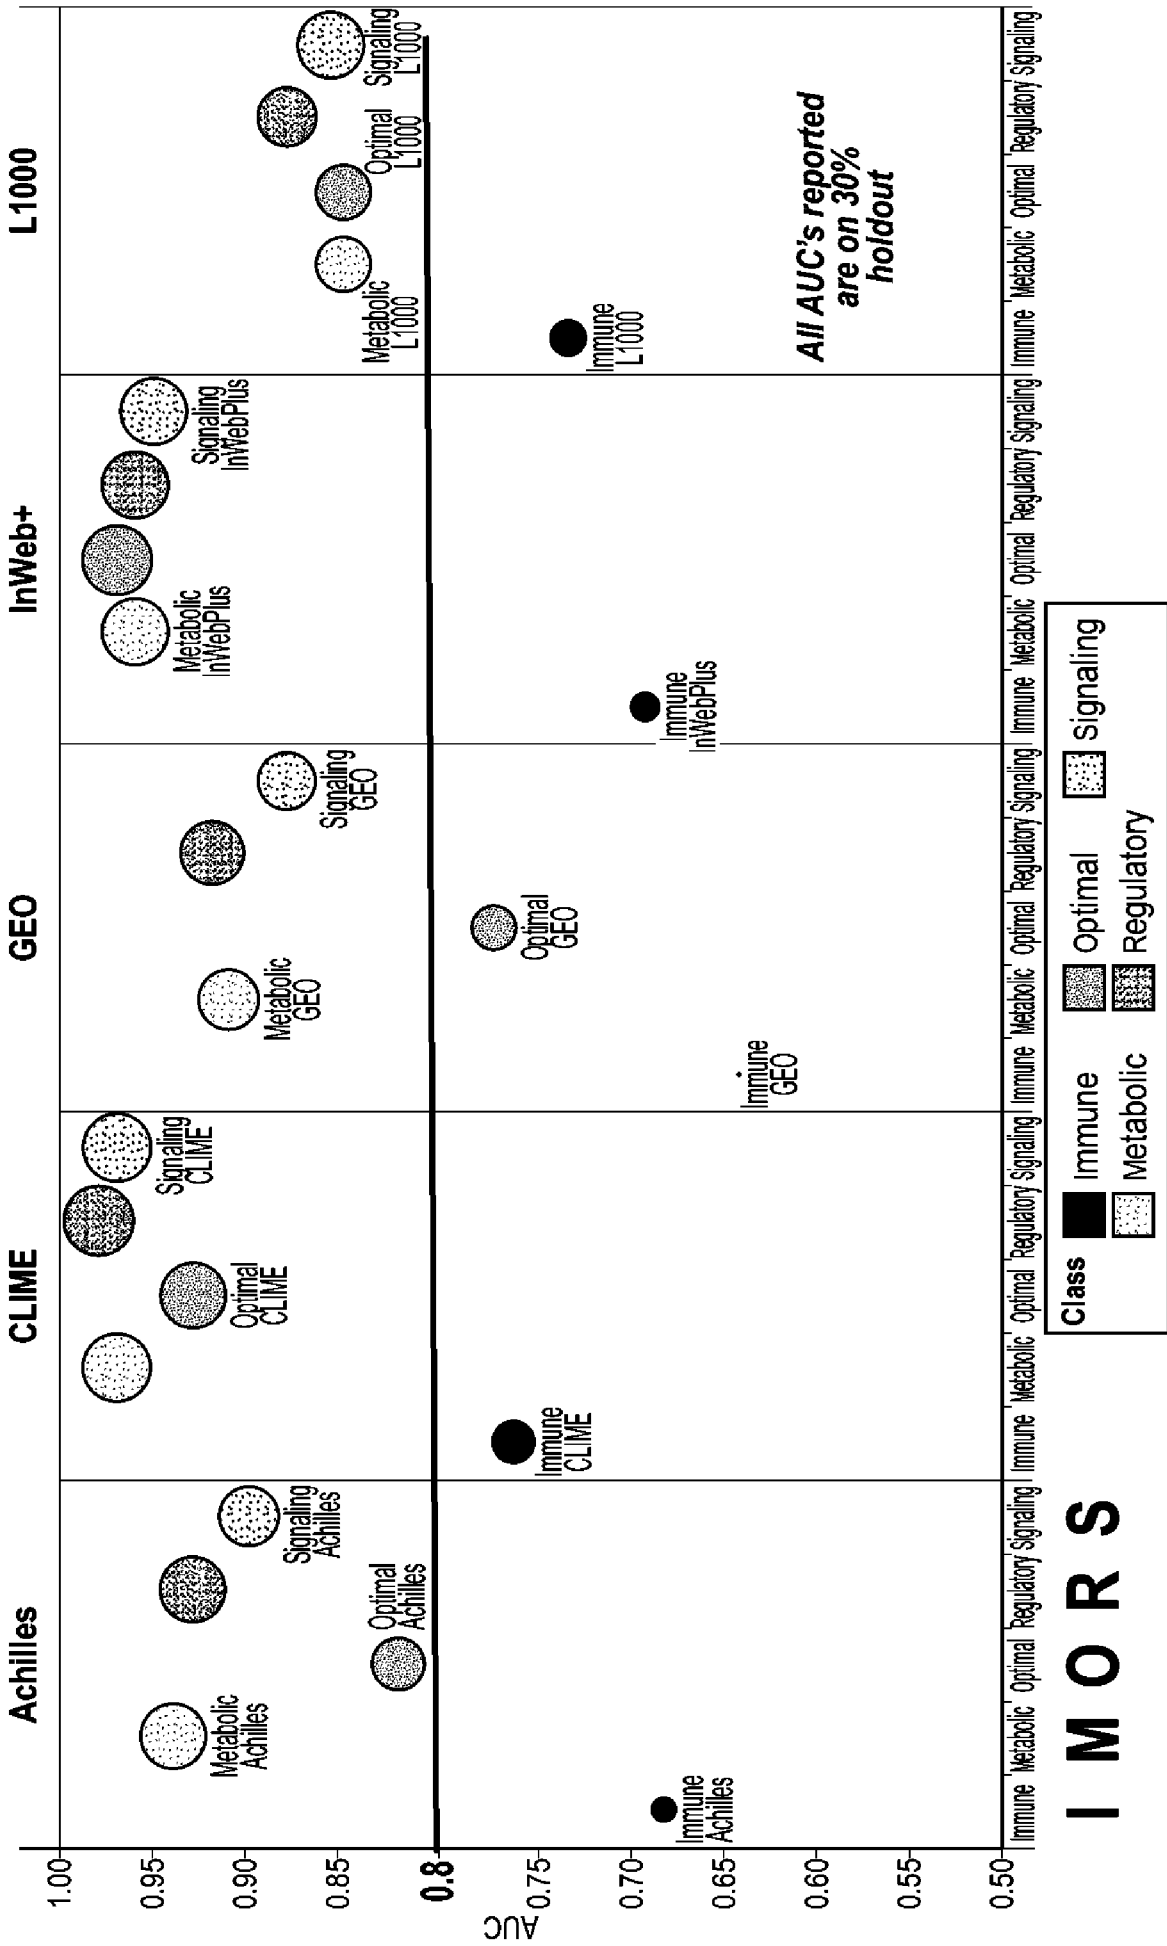 Achilles
CLIME
GEO
InWeb+
L1000
1.00
0.95
0.90
0.85
0.8
0.75
0.70
0.65
0.60
0.55
0.50
AUC
Metabolic
Achilles
Optimal
Achilles
Signaling
Achilles
Immune
Achilles
Optimal
CLIME
Signaling
CLIME
Immune
CLIME
Metabolic
GEO
Optimal
GEO
Signaling
GEO
Immune
GEO
Metabolic
InWebPlus
Signaling
InWebPlus
Immune
InWebPlus
Metabolic
L1000
Optimal
L1000
Signaling
L1000
Immune
L1000
All AUC's reported
are on 30%
holdout
Immune Metabolic Optimal Regulatory Signaling Immune Metabolic Optimal Regulatory Signaling Immune Metabolic Optimal Regulatory Signaling Immune Metabolic Optimal Regulatory Signaling Immune Metabolic Optimal Regulatory Signaling
I M O R S
Class Immune Optimal Signaling
Metabolic Regulatory